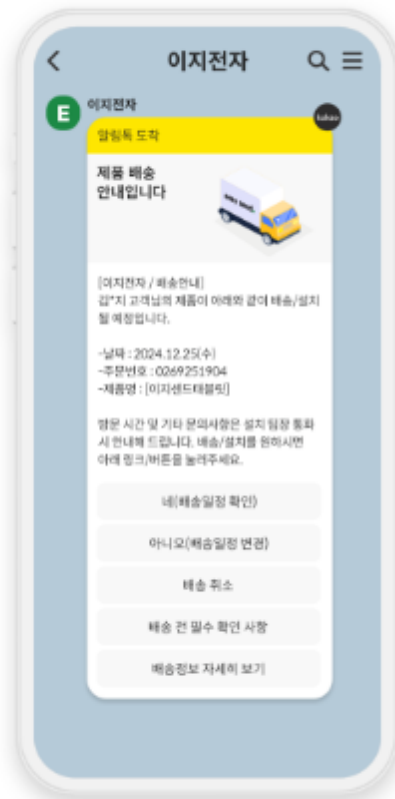 이지전자
E
이지전자
kakao
알림톡 도착
제품 배송
안내입니다
[이지전자 / 배송안내]
김*지 고객님의 제품이 아래와 같이 배송/설치
될 예정입니다.
-날짜 : 2024.12.25(수)
-주문번호 : 0269251904
-제품명 : [이지샌드태블릿]
방문 시간 및 기타 문의사항은 설치 팀장 통화
시 안내해 드립니다. 배송/설치를 원하시면
아래 링크/버튼을 눌러주세요.
네(배송일정 확인)
아니오(배송일정 변경)
배송 취소
배송 전 필수 확인 사항
배송정보 자세히 보기